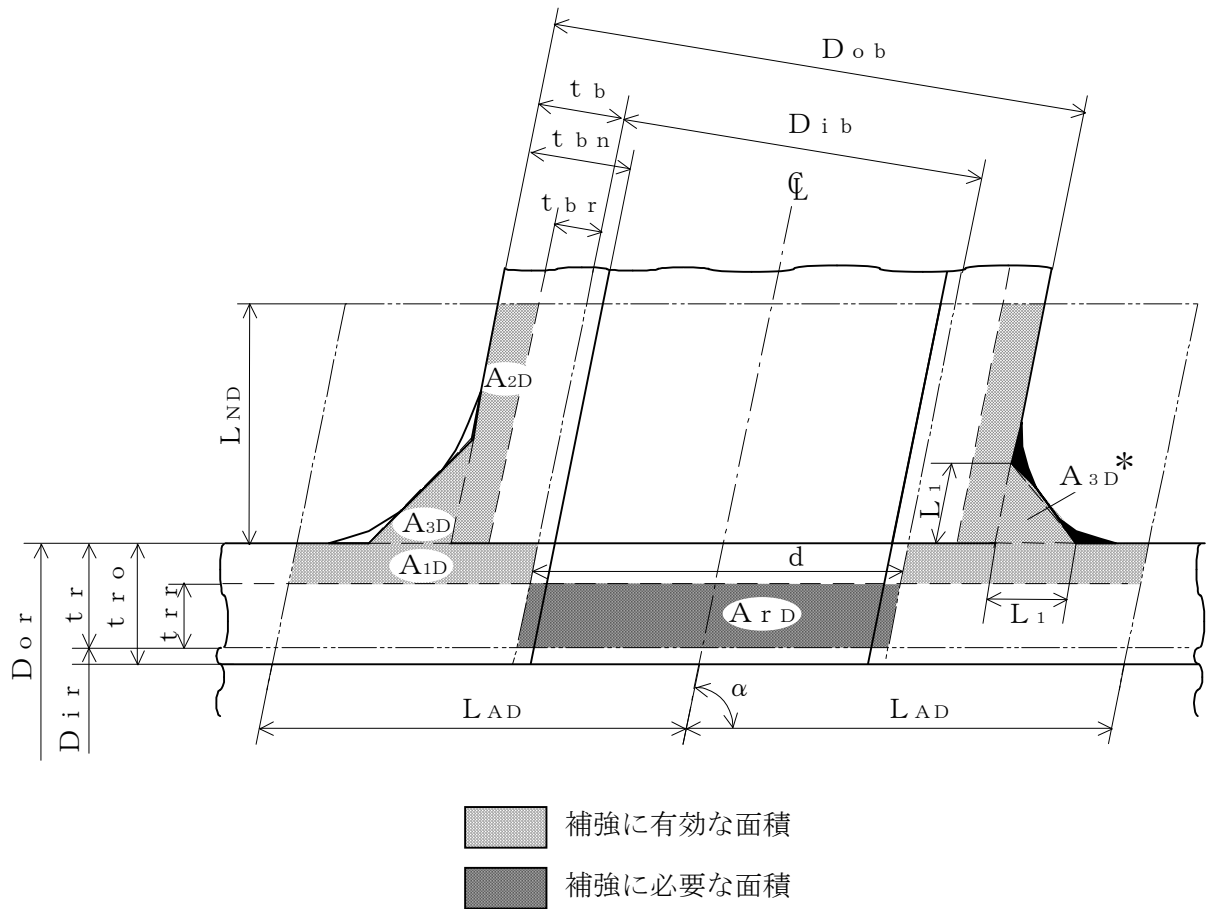 Dob
tb
Dib
tbn
℄
tbr
A2D
LND
L1
A3D*
A3D
A1D
d
L1
ArD
Dor
tr
tro
trr
Dir
α
LAD
LAD
補強に有効な面積
補強に必要な面積